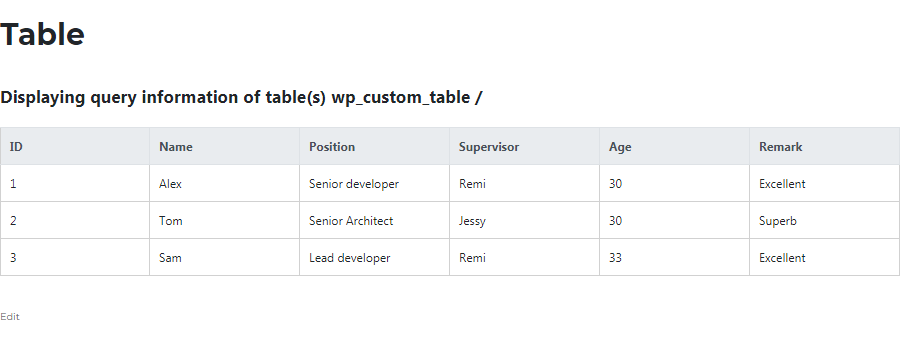 Table
Displaying query information of table(s) wp_custom_table /
ID Name Position Supervisor Age Remark
1 Alex Senior developer Remi 30 Excellent
2 Tom Senior Architect Jessy 30 Superb
3 Sam Lead developer Remi 33 Excellent
Edit